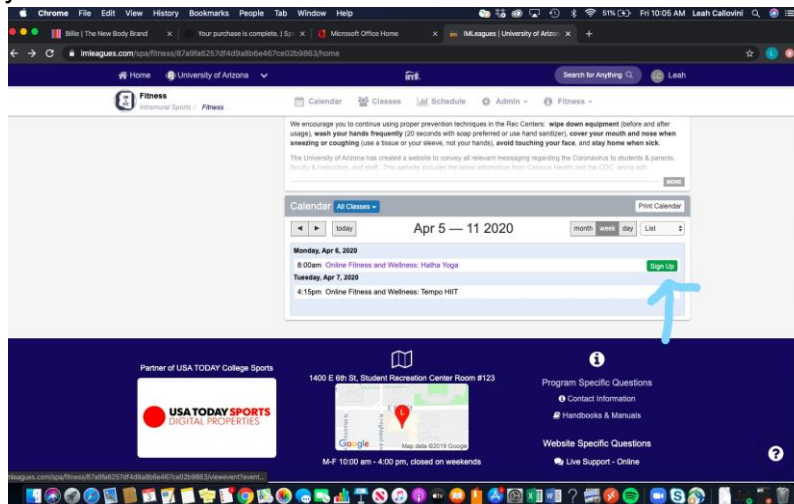 Chrome File Edit View History Bookmarks People Tab Window Help 51% Fri 10:05 AM Leah Callovini
Billie | The New Body Brand Your purchase is complete. | Sp Microsoft Office Home IMLeagues | University of Arizon
imleagues.com/spa/fitness/87a9fa6257df4d9a8b6e467ce02b9863/home
Home University of Arizona Search for Anything Leah
Fitness
Intramural Sports / Fitness
Calendar Classes Schedule Admin Fitness
We encourage you to continue using proper prevention techniques in the Rec Centers: wipe down equipment (before and after
usage), wash your hands frequently (20 seconds with soap preferred or use hand sanitizer), cover your mouth and nose when
sneezing or coughing (use a tissue or your sleeve, not your hands), avoid touching your face, and stay home when sick.
The University of Arizona has created a website to convey all relevant messaging regarding the Coronavirus to students & parents,
faculty & instructors, and staff. This website includes the latest information from Campus Health and the CDC, along with
MORE
Calendar All Classes Print Calendar
today Apr 5 — 11 2020 month week day List
Monday, Apr 6, 2020
8:00am Online Fitness and Wellness: Hatha Yoga Sign Up
Tuesday, Apr 7, 2020
4:15pm Online Fitness and Wellness: Tempo HIIT
Partner of USA TODAY College Sports
USA TODAY SPORTS
DIGITAL PROPERTIES
1400 E 6th St, Student Recreation Center Room #123
Google Map data ©2019 Google
M-F 10:00 am - 4:00 pm, closed on weekends
Program Specific Questions
Contact Information
Handbooks & Manuals
Website Specific Questions
Live Support - Online